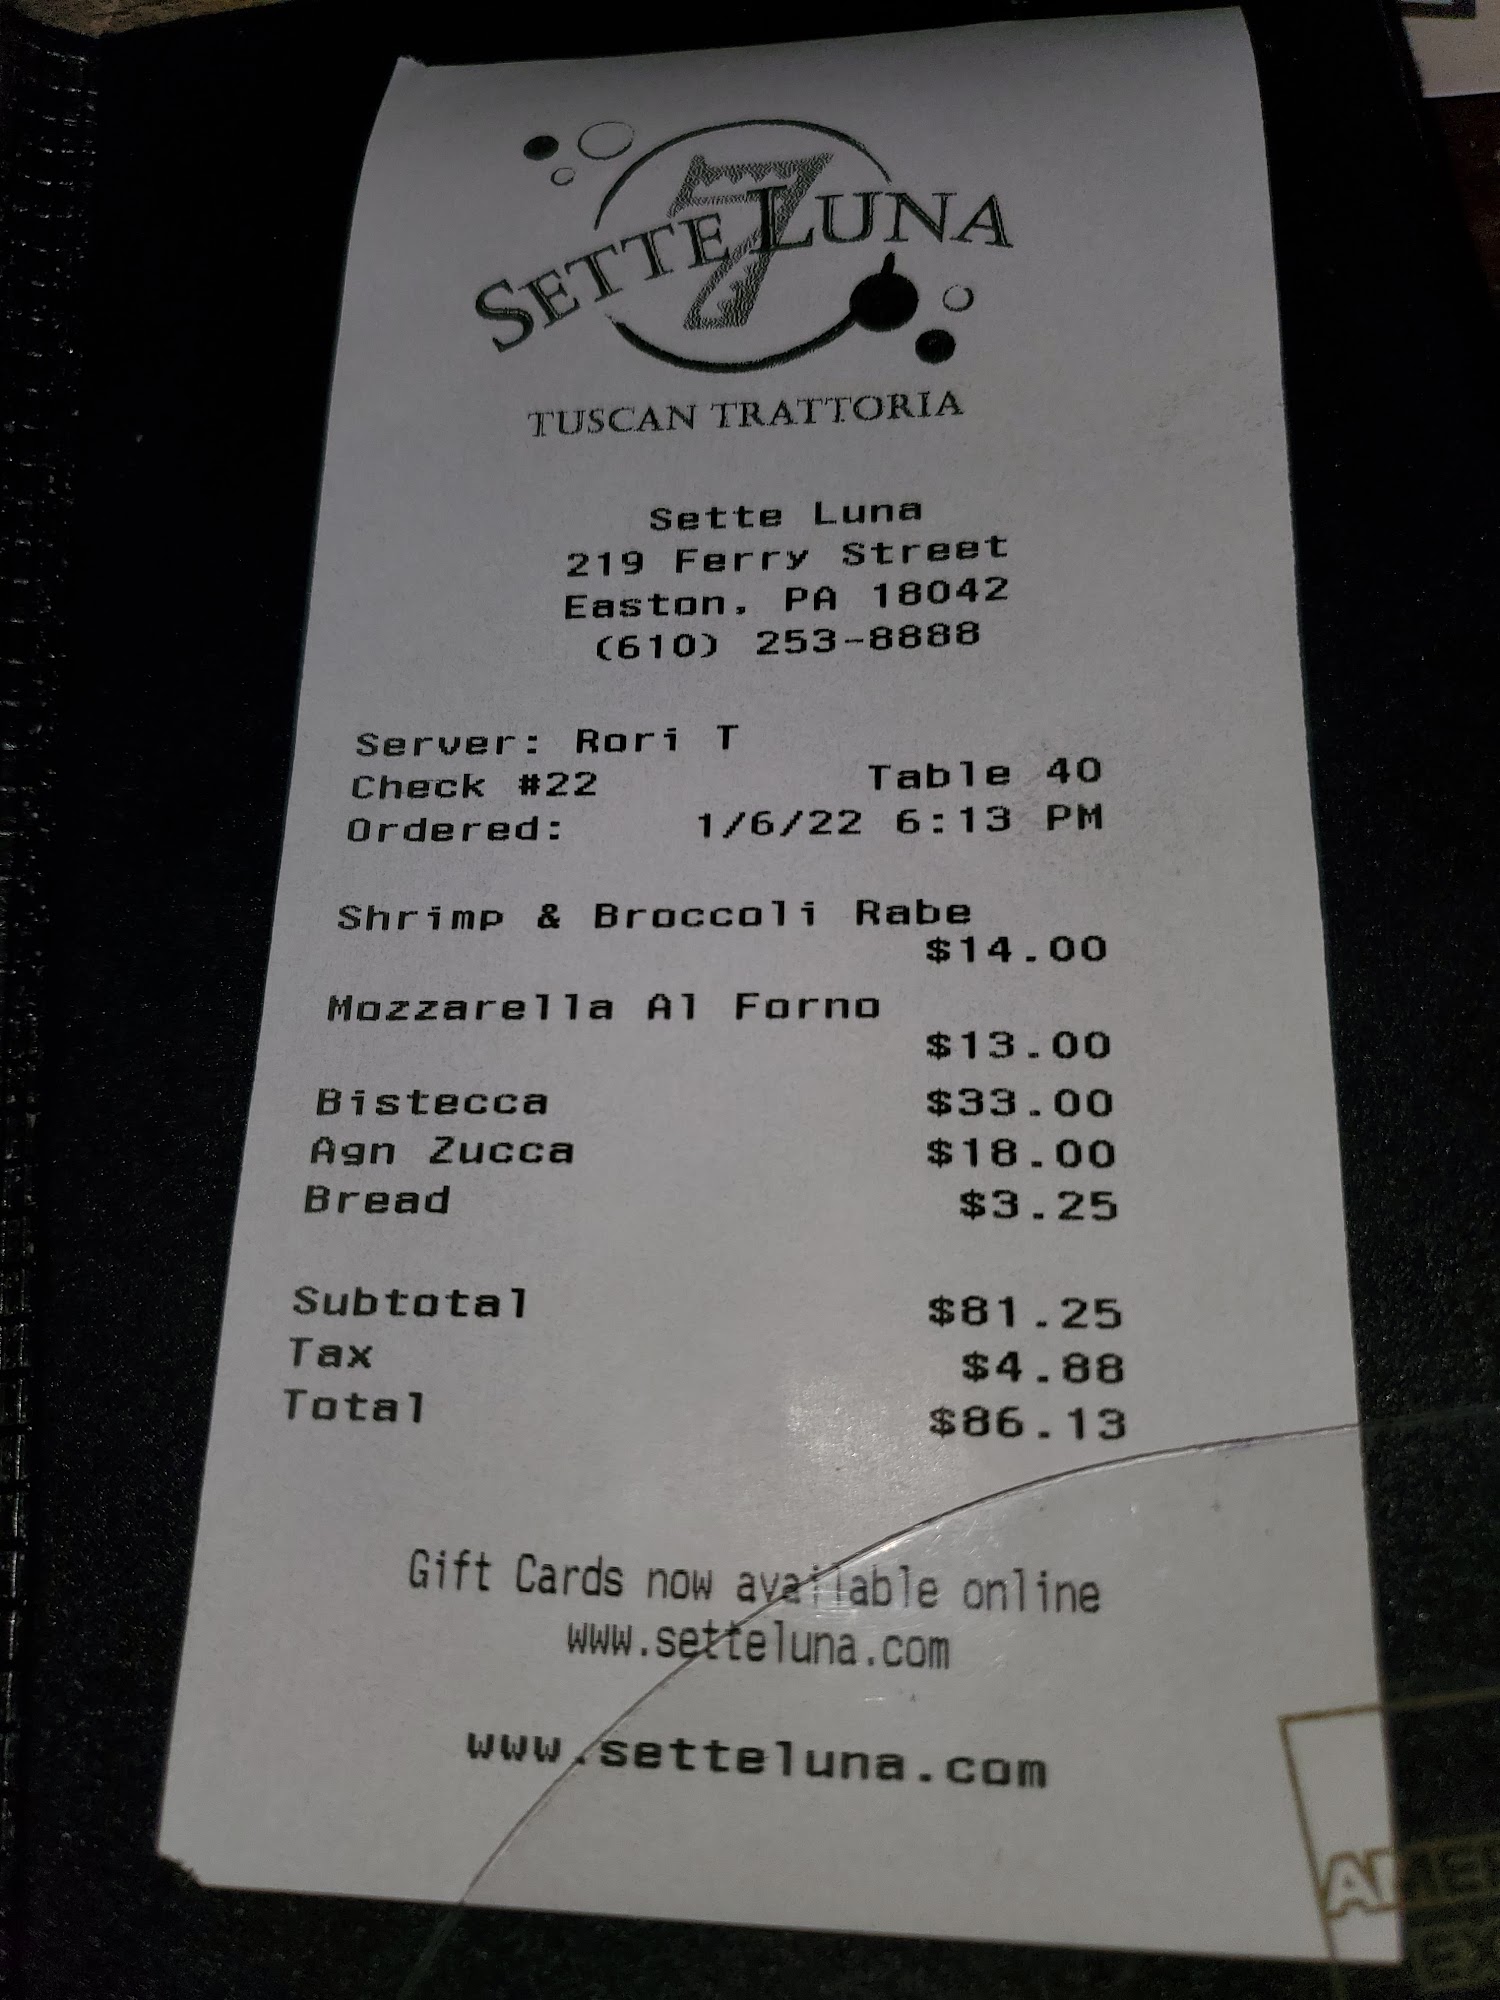 7
SETTE LUNA
TUSCAN TRATTORIA
Sette Luna
219 Ferry Street
Easton, PA 18042
(610) 253-8888
Server: Rori T
Check #22 Table 40
Ordered: 1/6/22 6:13 PM
Shrimp & Broccoli Rabe
$14.00
Mozzarella Al Forno
$13.00
Bistecca $33.00
Agn Zucca $18.00
Bread $3.25
Subtotal $81.25
Tax $4.88
Total $86.13
Gift Cards now available online
www.setteluna.com
www.setteluna.com
AMER
EX